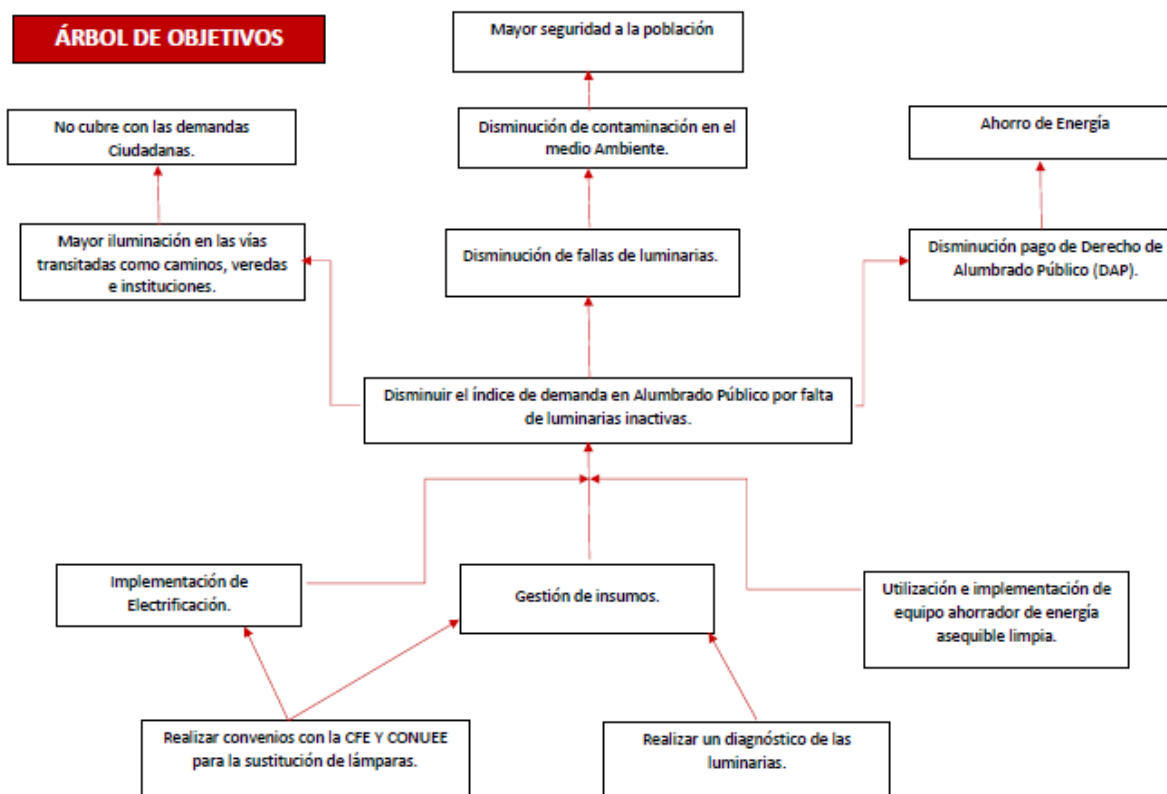 ÁRBOL DE OBJETIVOS
Mayor seguridad a la población
No cubre con las demandas
Ciudadanas.
Disminución de contaminación en el
medio Ambiente.
Ahorro de Energía
Mayor iluminación en las vías
transitadas como caminos, veredas
e instituciones.
Disminución de fallas de luminarias.
Disminución pago de Derecho de
Alumbrado Público (DAP).
Disminuir el índice de demanda en Alumbrado Público por falta
de luminarias inactivas.
Implementación de
Electrificación.
Gestión de insumos.
Utilización e implementación de
equipo ahorrador de energía
asequible limpia.
Realizar convenios con la CFE Y CONUEE
para la sustitución de lámparas.
Realizar un diagnóstico de las
luminarias.